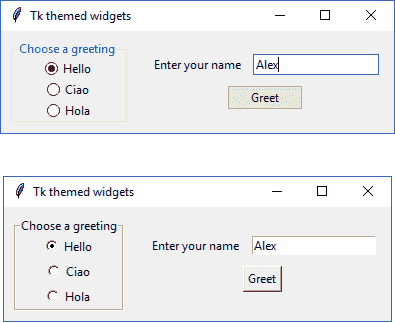 Tk themed widgets
Choose a greeting
Hello
Enter your name Alex
Ciao
Greet
Hola
Tk themed widgets
Choose a greeting
Hello
Enter your name Alex
Ciao
Greet
Hola